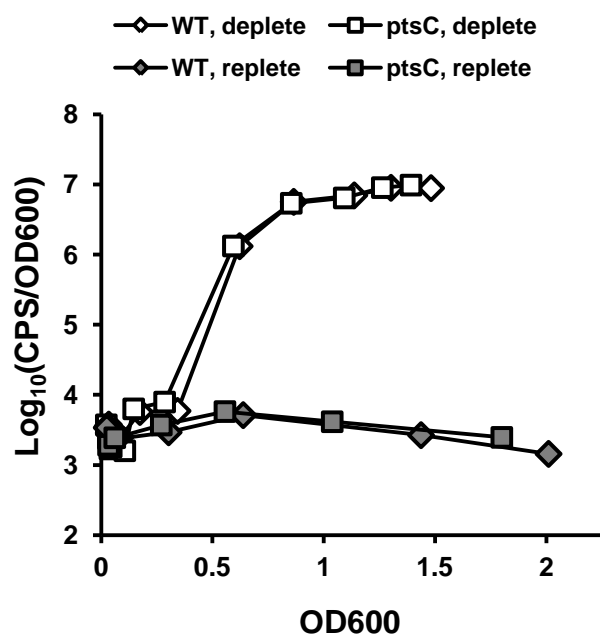 WT, deplete ptsC, deplete
WT, replete ptsC, replete
8
7
6
5
4
3
2
Log₁₀(CPS/OD600)
0 0.5 1 1.5 2
OD600